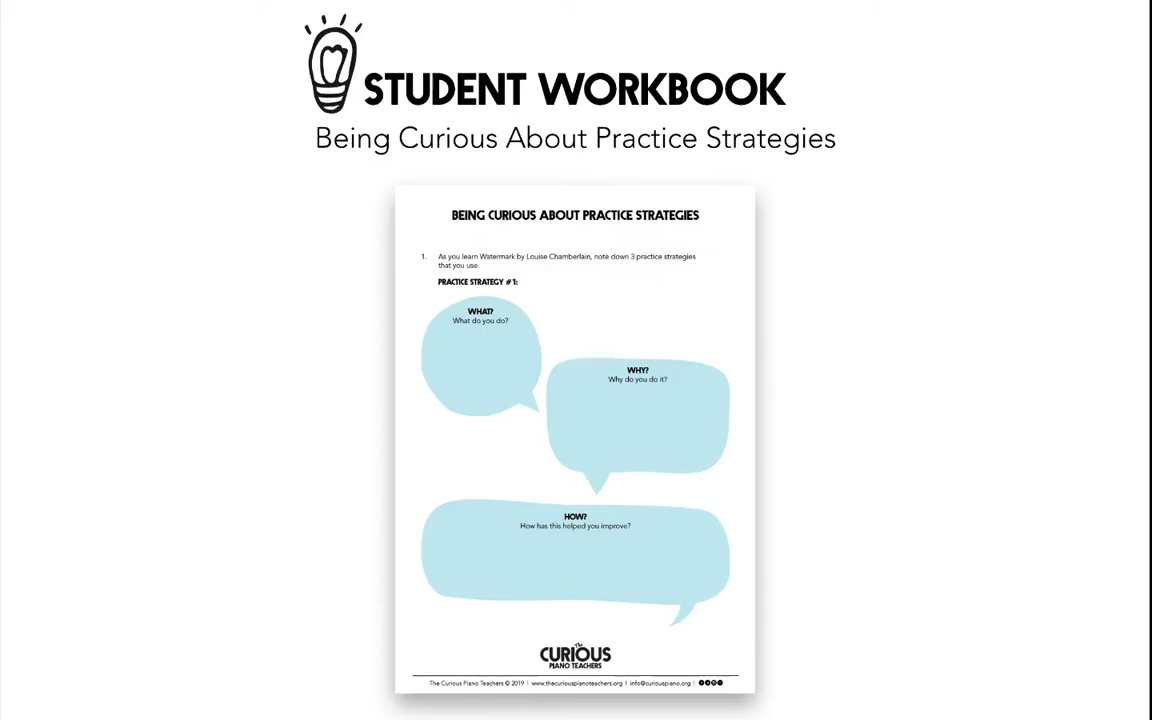 STUDENT WORKBOOK
Being Curious About Practice Strategies
BEING CURIOUS ABOUT PRACTICE STRATEGIES
1. As you learn Watermark by Louise Chamberlain, note down 3 practice strategies
that you use.
PRACTICE STRATEGY #1:
WHAT?
What do you do?
WHY?
Why do you do it?
HOW?
How has this helped you improve?
The
CURIOUS
PIANO TEACHERS
The Curious Piano Teachers © 2019 | www.thecuriouspianoteachers.org | info@curiouspiano.org |